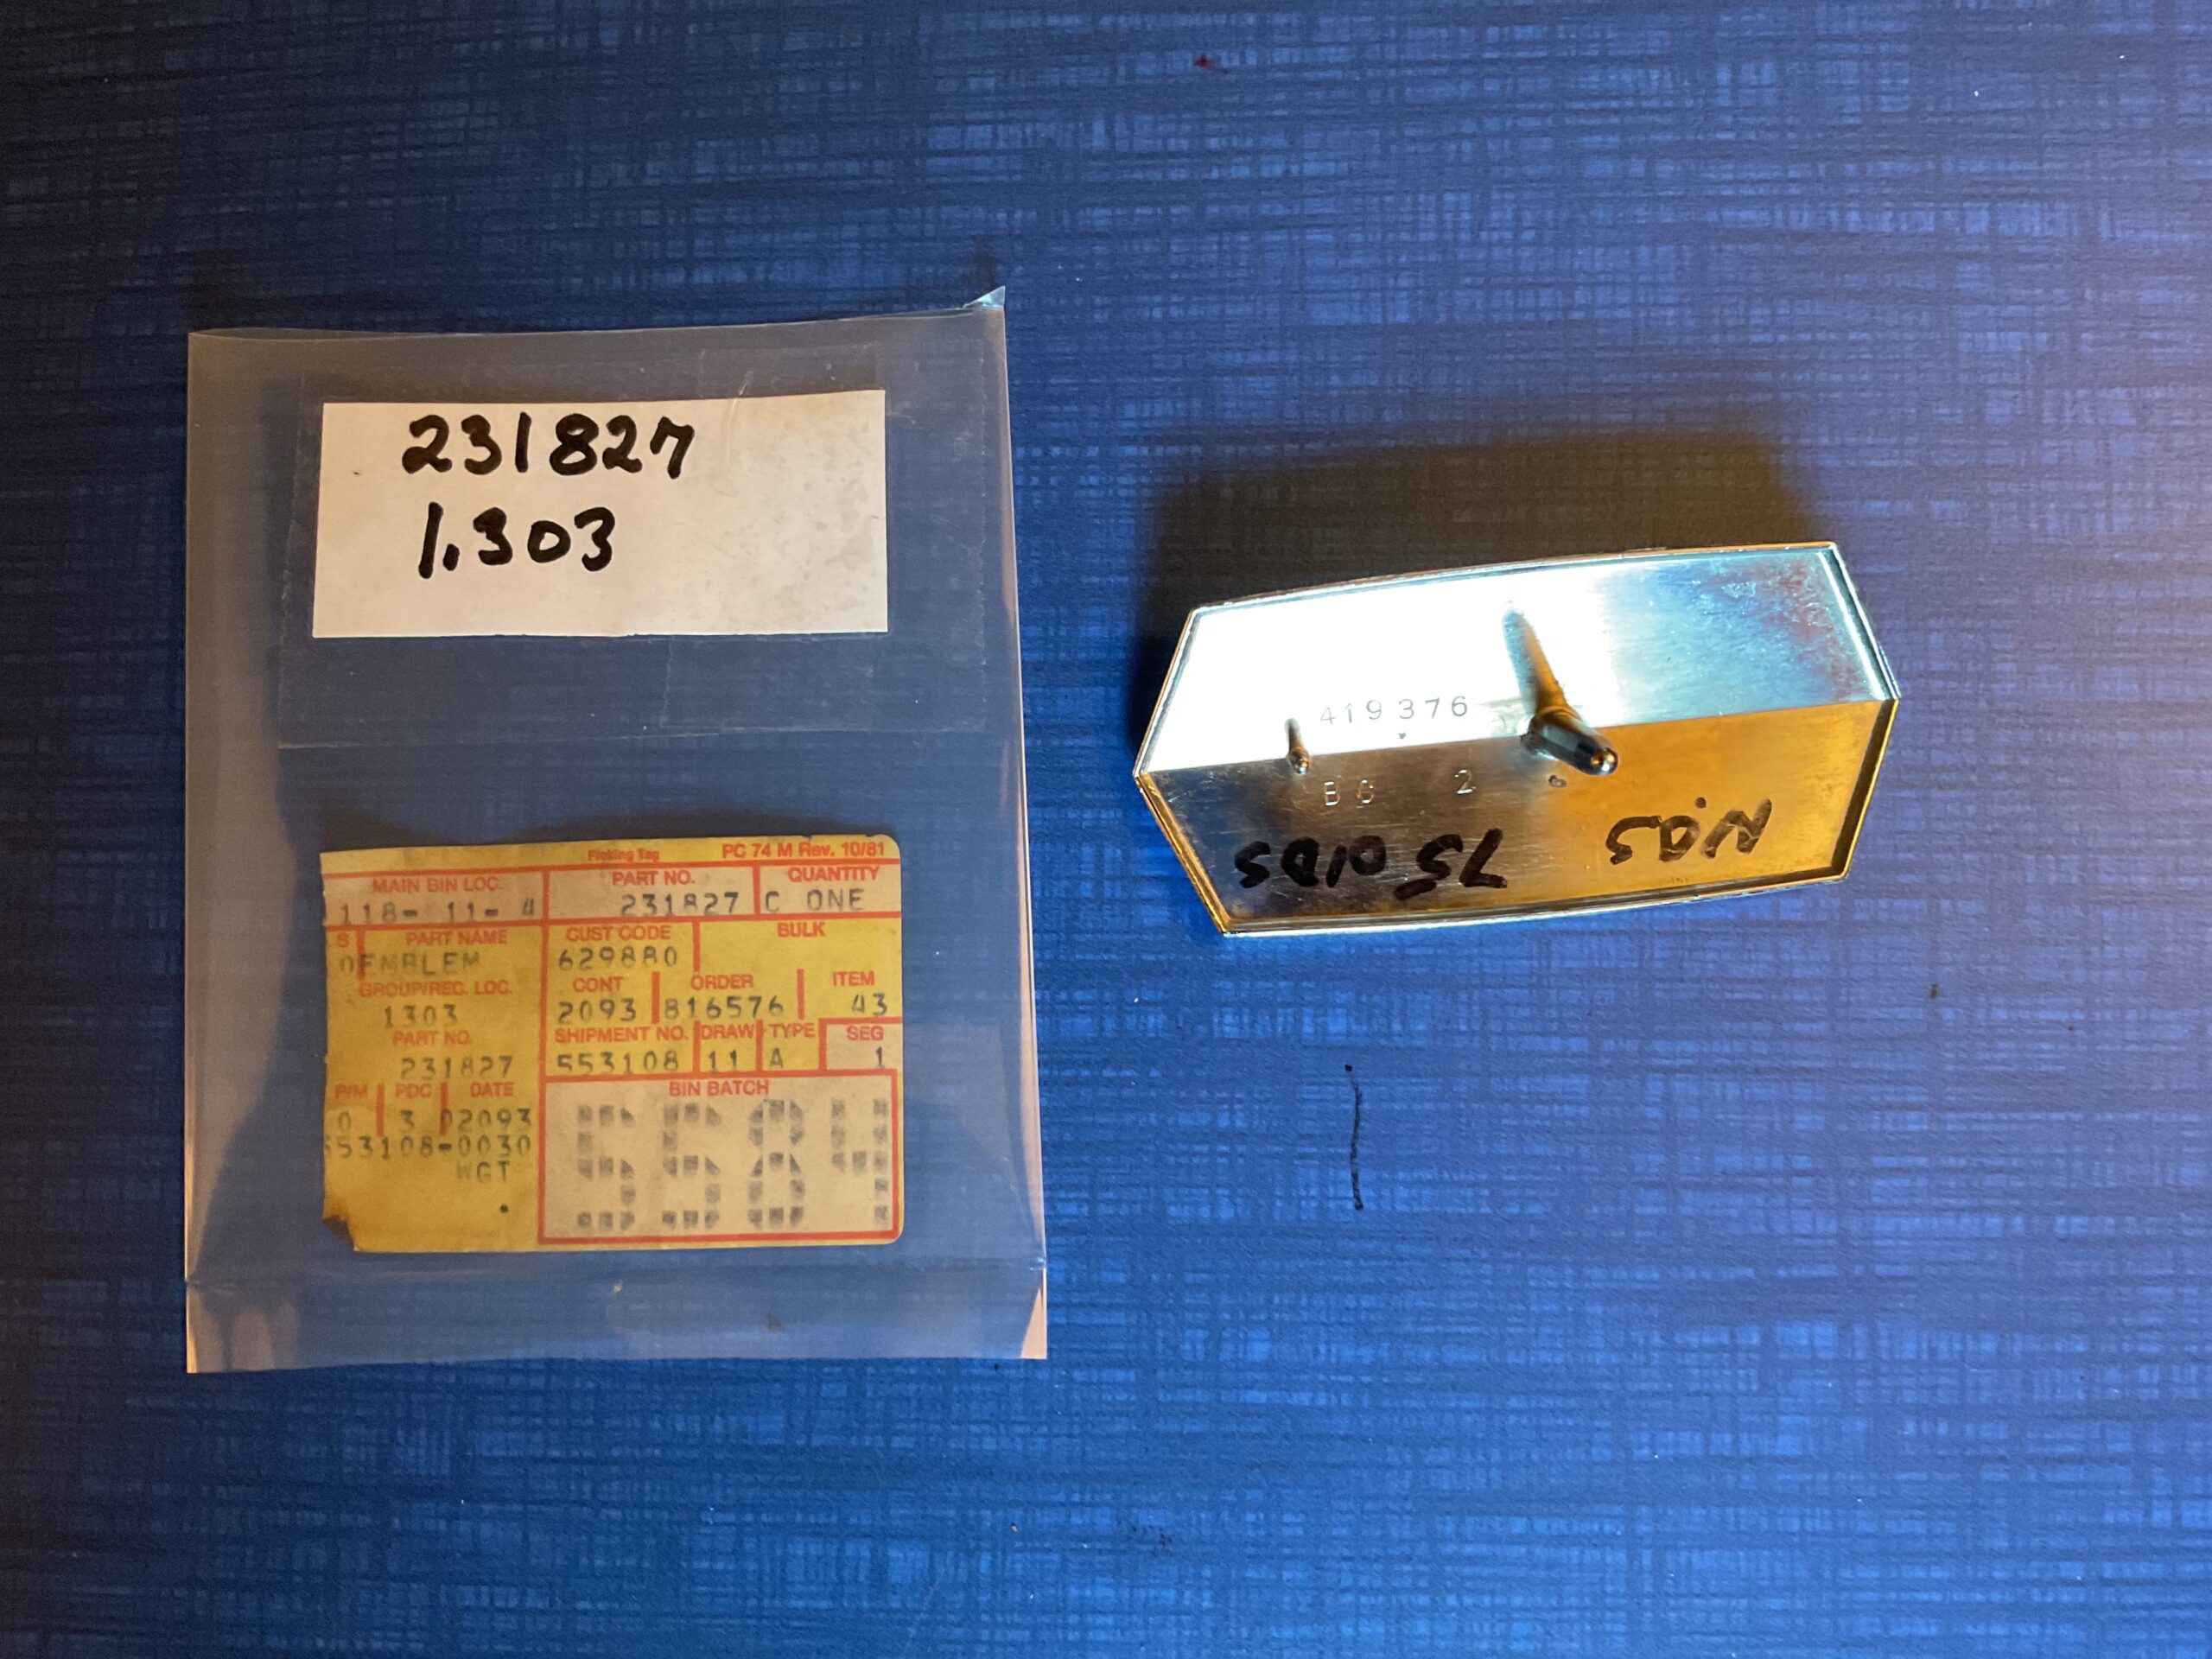 231827
1.303
Picking Tag PC 74 M Rev. 10/81
MAIN BIN LOC. PART NO. QUANTITY
118- 11- 4 231827 C ONE
S PART NAME CUST CODE BULK
0 EMBLEM 629880
GROUP/REC. LOC. CONT ORDER ITEM
1303 2093 816576 43
PART NO. SHIPMENT NO. DRAW TYPE SEG
231827 553108 11 A 1
P/M PDC DATE BIN BATCH
0 3 02093
553108-0030
WGT
5584
419376
BG 2
N.O.S
75 OLDS